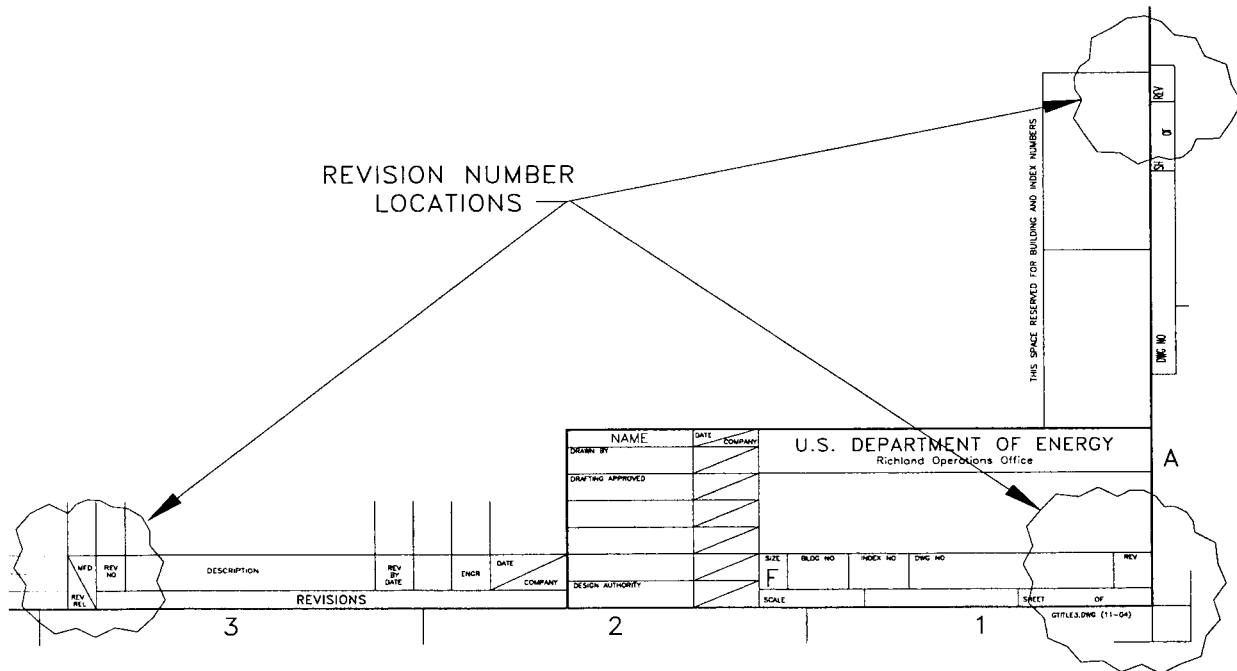 REV
SH OF
DWG NO
THIS SPACE RESERVED FOR BUILDING AND INDEX NUMBERS
REVISION NUMBER
LOCATIONS
NAME
DATE
COMPANY
U.S. DEPARTMENT OF ENERGY
Richland Operations Office
DRAWN BY
DRAFTING APPROVED
A
MFD
REV
NO
DESCRIPTION
REV
BY
DATE
ENGR
DATE
COMPANY
REV
REL
REVISIONS
DESIGN AUTHORITY
SIZE
F
BLDG NO
INDEX NO
DWG NO
REV
SCALE
SHEET OF
GTITLE3.DWG (11-04)
3
2
1